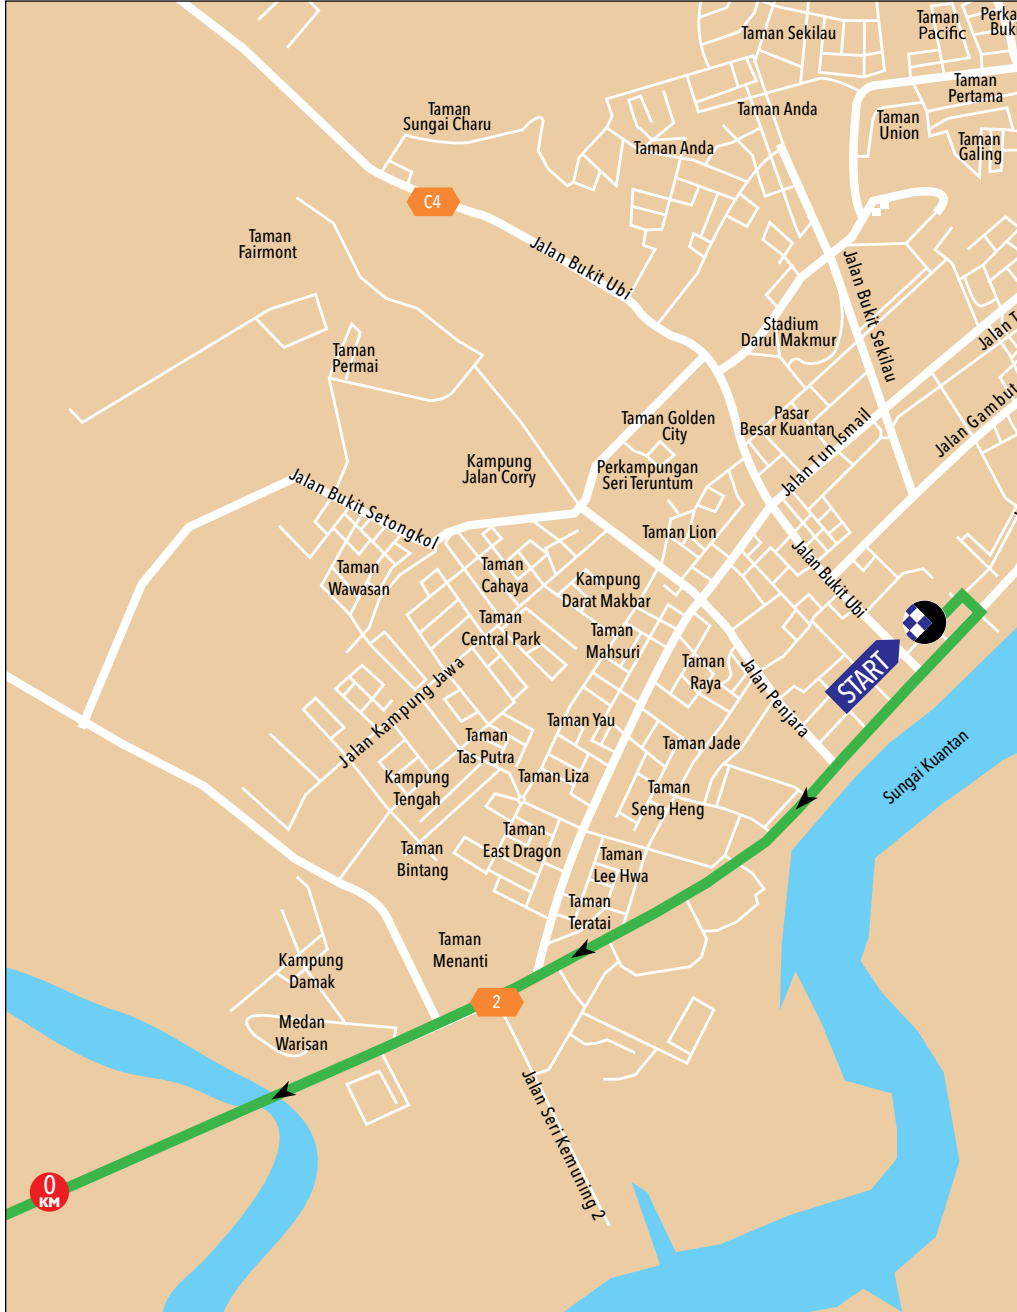 Taman
Pacific
Perka
Buki
Taman Sekilau
Taman
Pertama
Taman
Sungai Charu
Taman Anda
Taman
Union
Taman Anda
Taman
Galing
C4
Taman
Fairmont
Jalan Bukit Ubi
Jalan Bukit Sekilau
Stadium
Darul Makmur
Jalan T
Taman
Permai
Jalan Gambut
Taman Golden
City
Pasar
Besar Kuantan
Jalan Tun Ismail
Kampung
Jalan Corry
Perkampungan
Seri Teruntum
Jalan Bukit Setongkol
Taman Lion
Jalan Bukit Ubi
Taman
Wawasan
Taman
Cahaya
Kampung
Darat Makbar
Taman
Central Park
Taman
Mahsuri
START
Taman
Raya
Jalan Penjara
Jalan Kampung Jawa
Taman Yau
Taman
Tas Putra
Taman Jade
Sungai Kuantan
Kampung
Tengah
Taman Liza
Taman
Seng Heng
Taman
East Dragon
Taman
Bintang
Taman
Lee Hwa
Taman
Teratai
Taman
Menanti
Kampung
Damak
2
Medan
Warisan
Jalan Seri Kemuning 2
0
KM